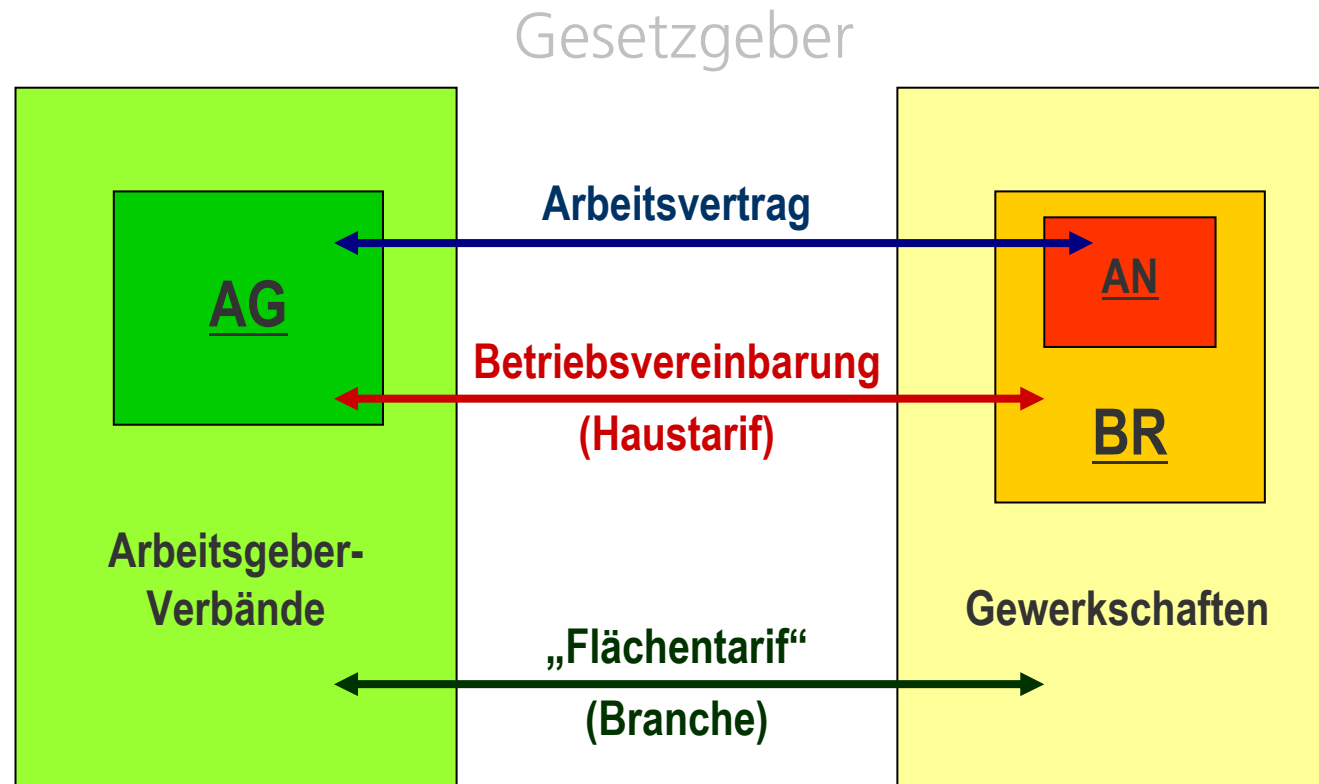 Gesetzgeber
Arbeitsvertrag
AG
AN
Betriebsvereinbarung
(Haustarif)
BR
Arbeitsgeber-
Verbände
Gewerkschaften
„Flächentarif“
(Branche)